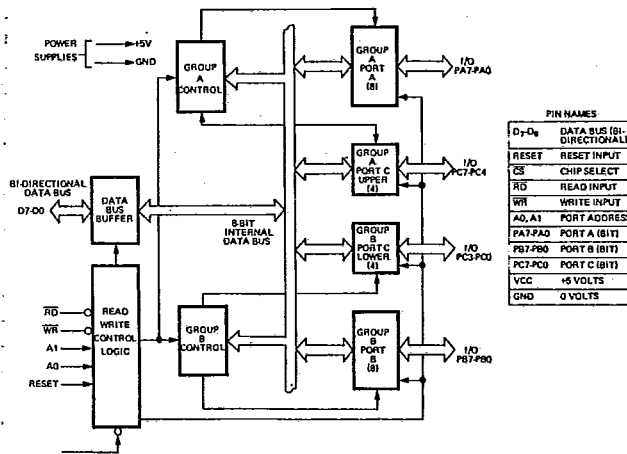 POWER SUPPLIES
+5V
GND
GROUP A CONTROL
GROUP A PORT A (8)
I/O PA7-PA0
GROUP A PORT C UPPER (4)
I/O PC7-PC4
BI-DIRECTIONAL DATA BUS
D7-D0
DATA BUS BUFFER
8-BIT INTERNAL DATA BUS
GROUP B PORT C LOWER (4)
I/O PC3-PC0
RD
WR
A1
A0
RESET
READ WRITE CONTROL LOGIC
GROUP B CONTROL
GROUP B PORT B (8)
I/O PB7-PB0
PIN NAMES
D7-D0 DATA BUS (BI-DIRECTIONAL)
RESET RESET INPUT
CS CHIP SELECT
RD READ INPUT
WR WRITE INPUT
A0, A1 PORT ADDRESS
PA7-PA0 PORT A (BIT)
PB7-PB0 PORT B (BIT)
PC7-PC0 PORT C (BIT)
VCC +5 VOLTS
GND 0 VOLTS